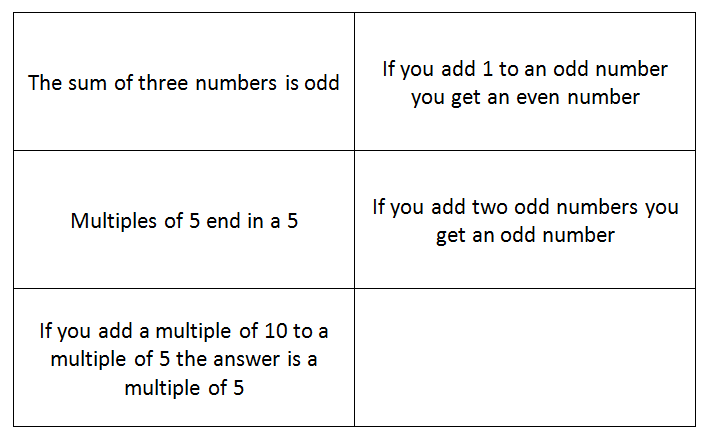 The sum of three numbers is odd
If you add 1 to an odd number
you get an even number
Multiples of 5 end in a 5
If you add two odd numbers you
get an odd number
If you add a multiple of 10 to a
multiple of 5 the answer is a
multiple of 5